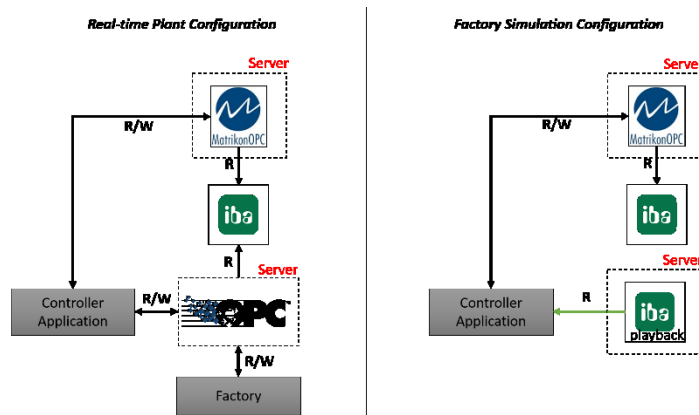 Real-time Plant Configuration
Server
MatrikonOPC
R/W
R
iba
R
Server
Controller
Application
R/W
OPC
R/W
Factory
Factory Simulation Configuration
Server
MatrikonOPC
R/W
R
iba
Server
Controller
Application
R
iba
playback